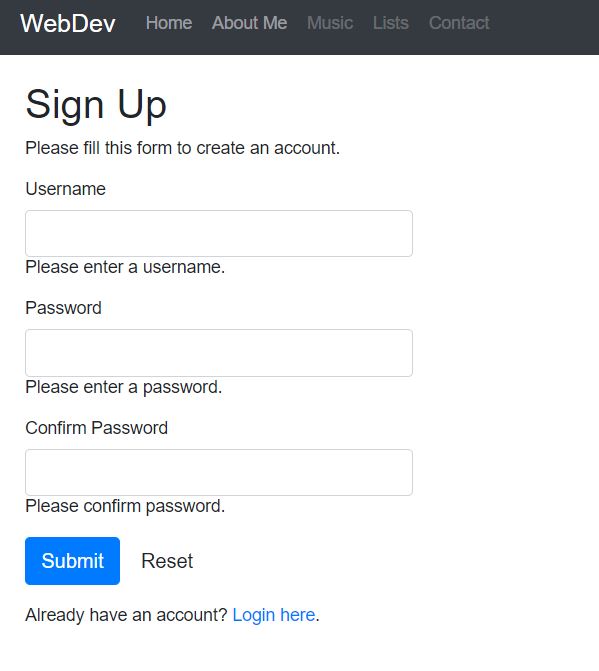 WebDev Home About Me Music Lists Contact
Sign Up
Please fill this form to create an account.
Username
Please enter a username.
Password
Please enter a password.
Confirm Password
Please confirm password.
Submit Reset
Already have an account? Login here.